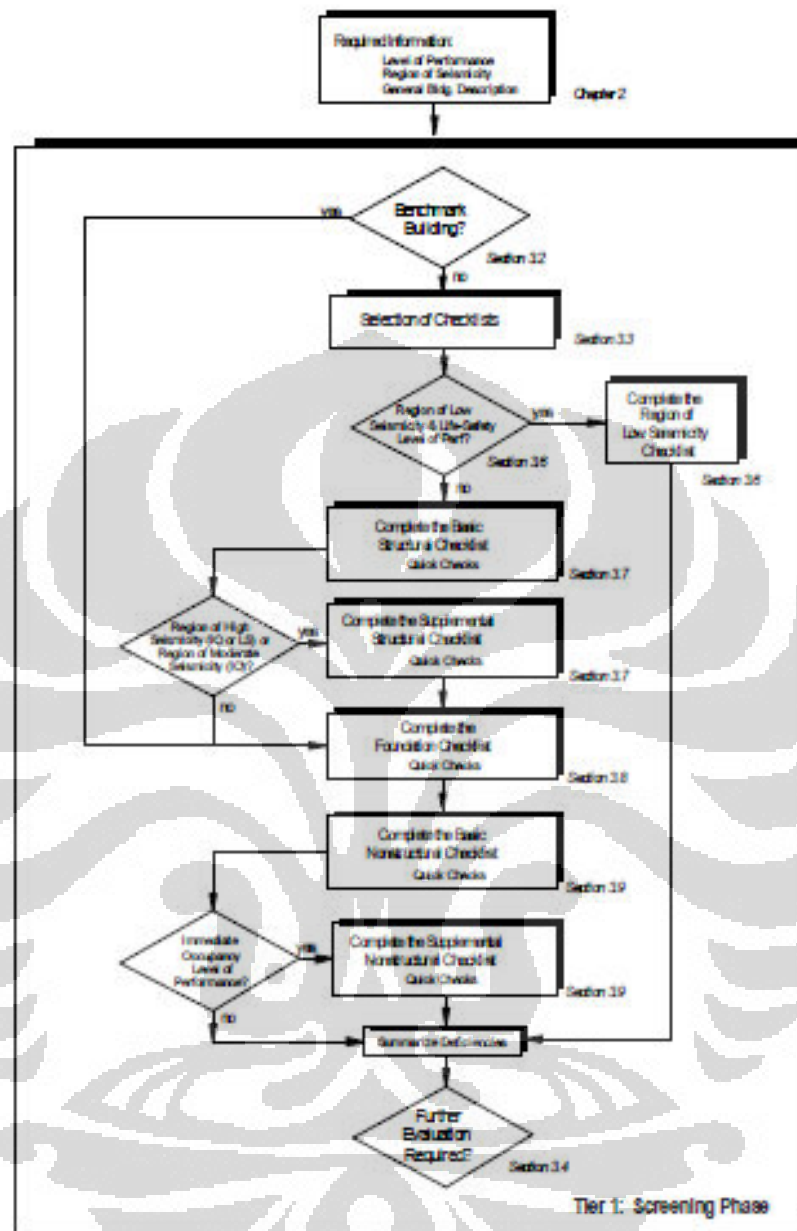 Required Information:
Level of Performance
Region of Seismicity
General Bldg. Description
Chapter 2
Benchmark
Building?
yes
Section 3.2
no
Selection of Checklists
Section 3.3
Region of Low
Seismicity & Life-Safety
Level of Perf?
yes
Section 3.6
no
Complete the
Region of
Low Seismicity
Checklist
Section 3.6
Complete the Basic
Structural Checklist
Quick Checks
Section 3.7
Region of High
Seismicity (IO or LS) or
Region of Moderate
Seismicity (IO)?
yes
no
Complete the Supplemental
Structural Checklist
Quick Checks
Section 3.7
Complete the
Foundation Checklist
Quick Checks
Section 3.8
Complete the Basic
Nonstructural Checklist
Quick Checks
Section 3.9
Immediate
Occupancy
Level of
Performance?
yes
no
Complete the Supplemental
Nonstructural Checklist
Quick Checks
Section 3.9
Summarize Deficiencies
Further
Evaluation
Required?
Section 3.4
Tier 1: Screening Phase